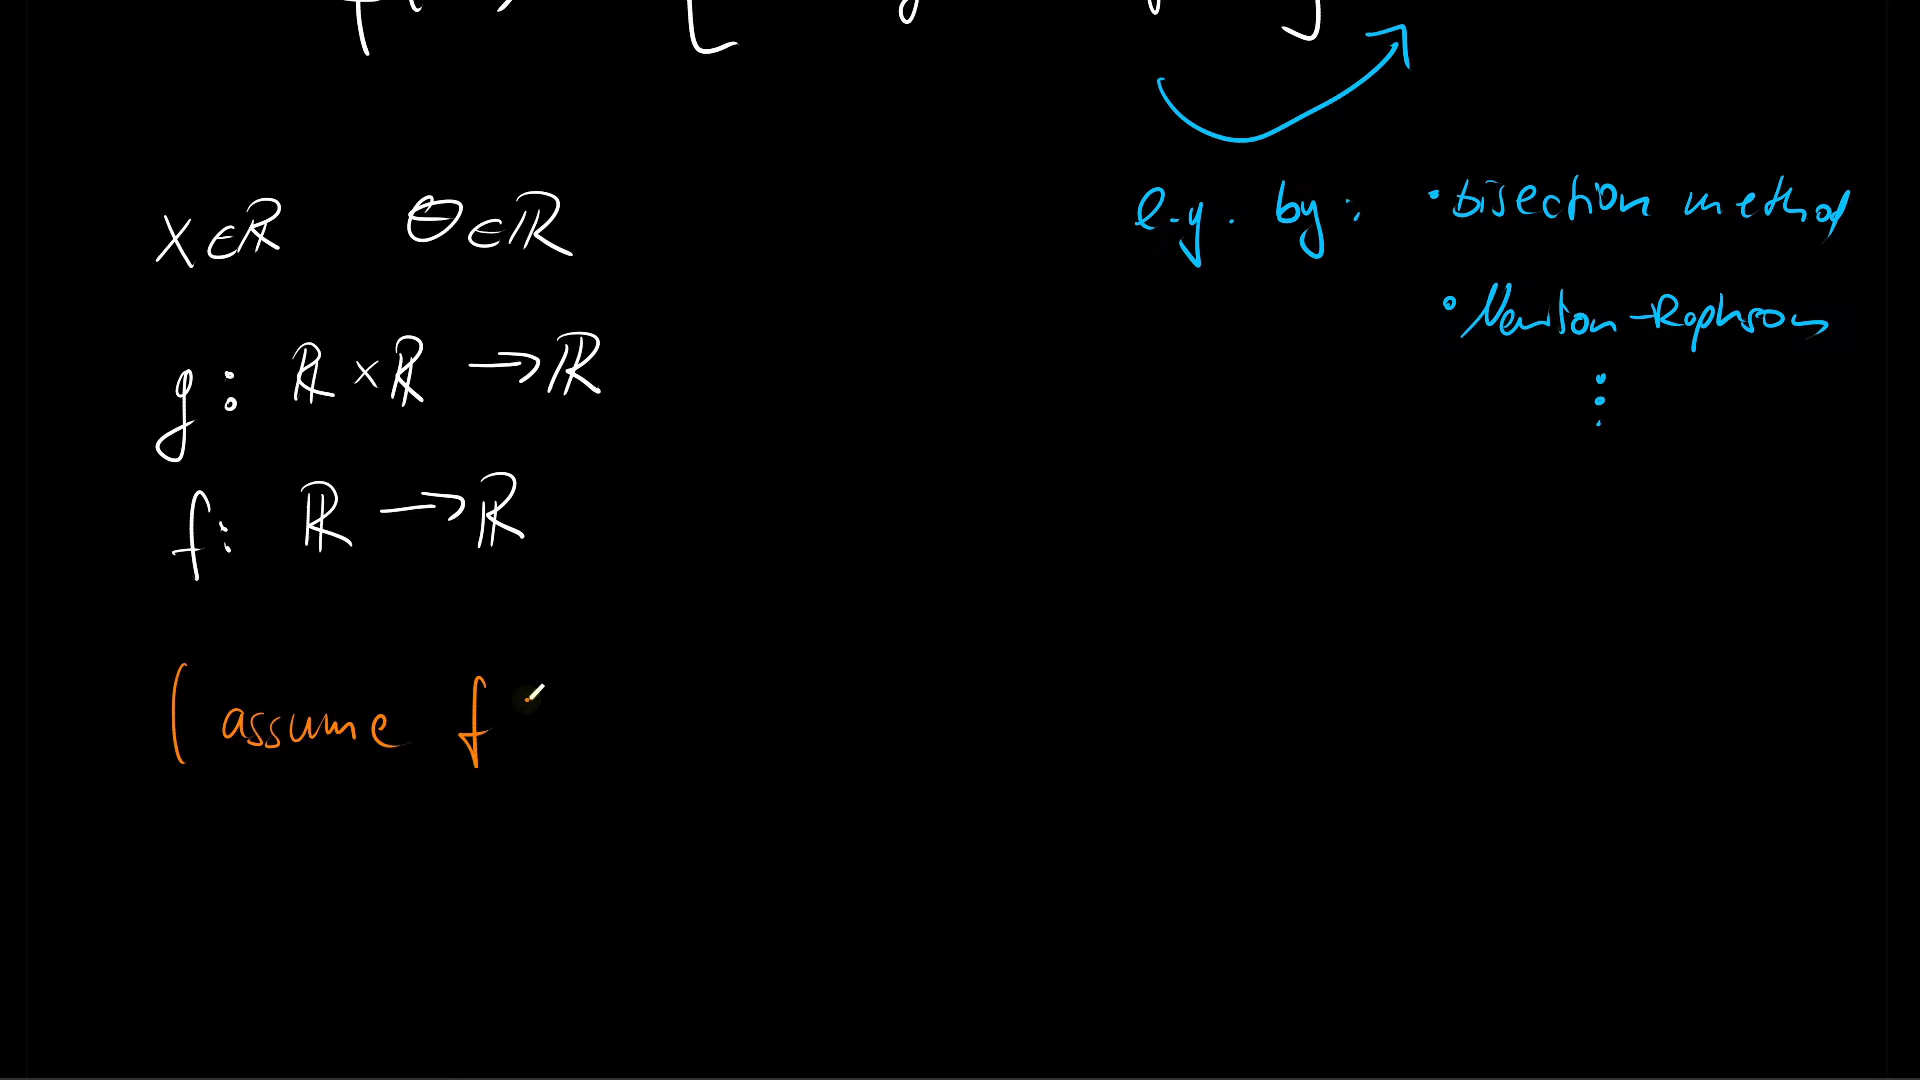 x∈ℝ θ∈ℝ
g: ℝ×ℝ →ℝ
f: ℝ →ℝ
(assume f
e.g. by: • bisection method
• Newton-Raphson
⋮